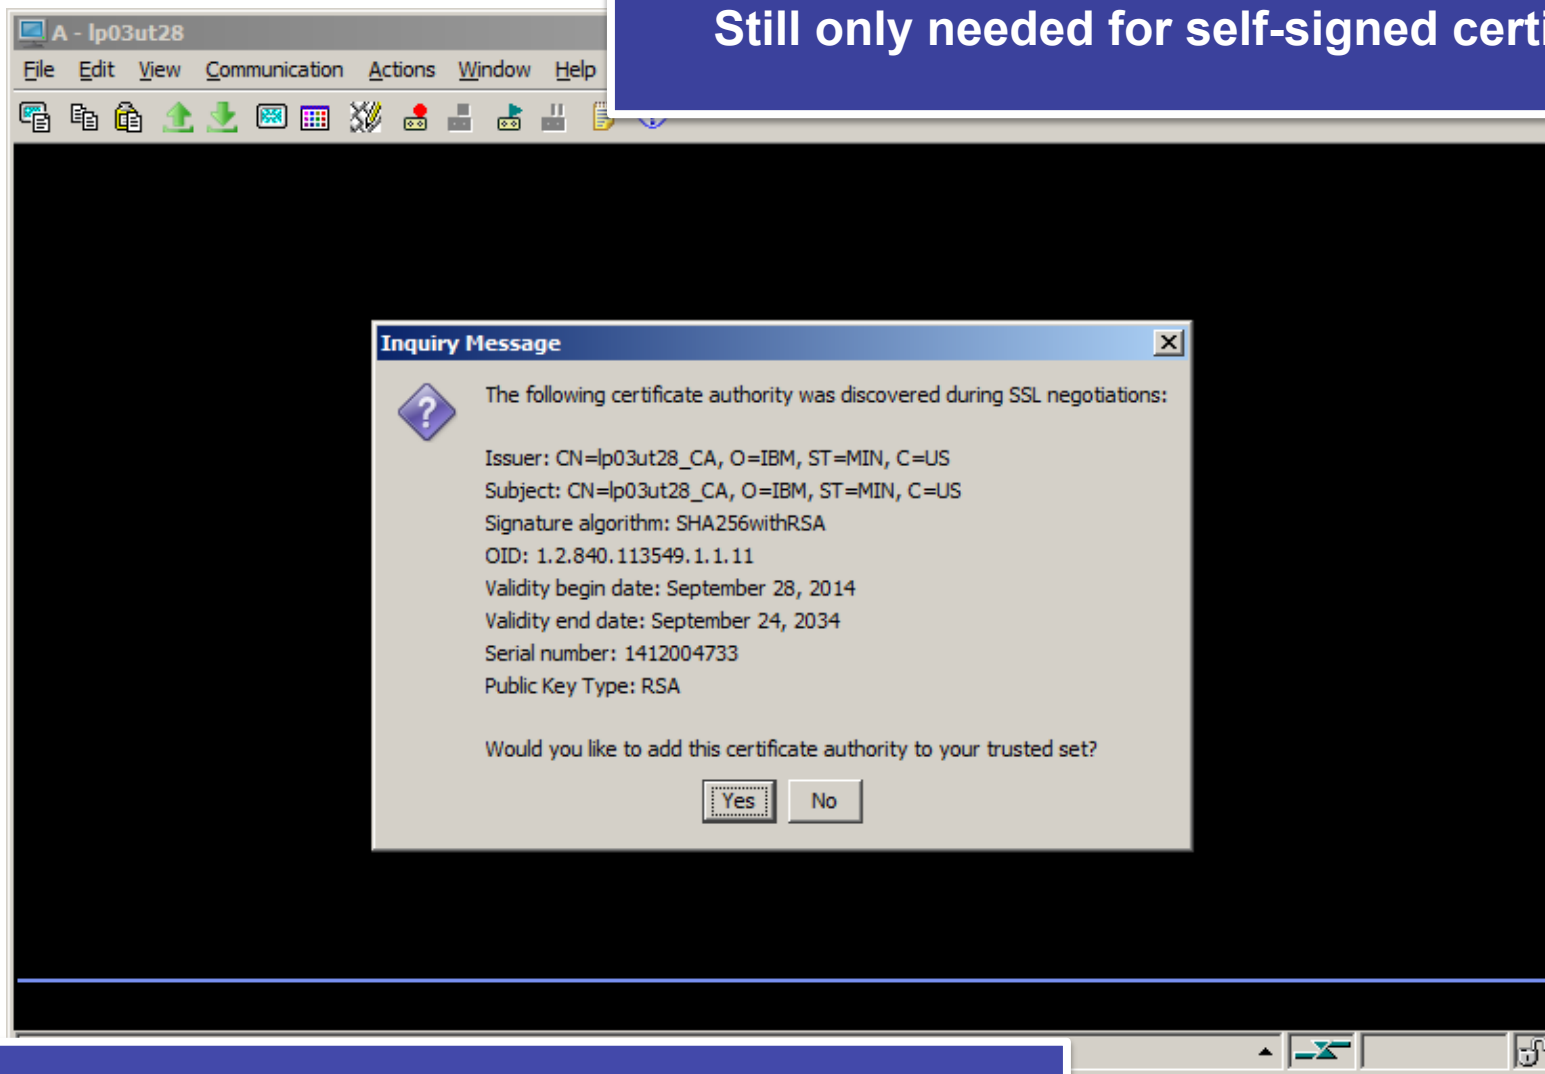 Still only needed for self-signed
A - lp03ut28
File Edit View Communication Actions Window Help
Inquiry Message
The following certificate authority was discovered during SSL negotiations:
Issuer: CN=lp03ut28_CA, O=IBM, ST=MIN, C=US
Subject: CN=lp03ut28_CA, O=IBM, ST=MIN, C=US
Signature algorithm: SHA256withRSA
OID: 1.2.840.113549.1.1.11
Validity begin date: September 28, 2014
Validity end date: September 24, 2034
Serial number: 1412004733
Public Key Type: RSA
Would you like to add this certificate authority to your trusted set?
Yes No